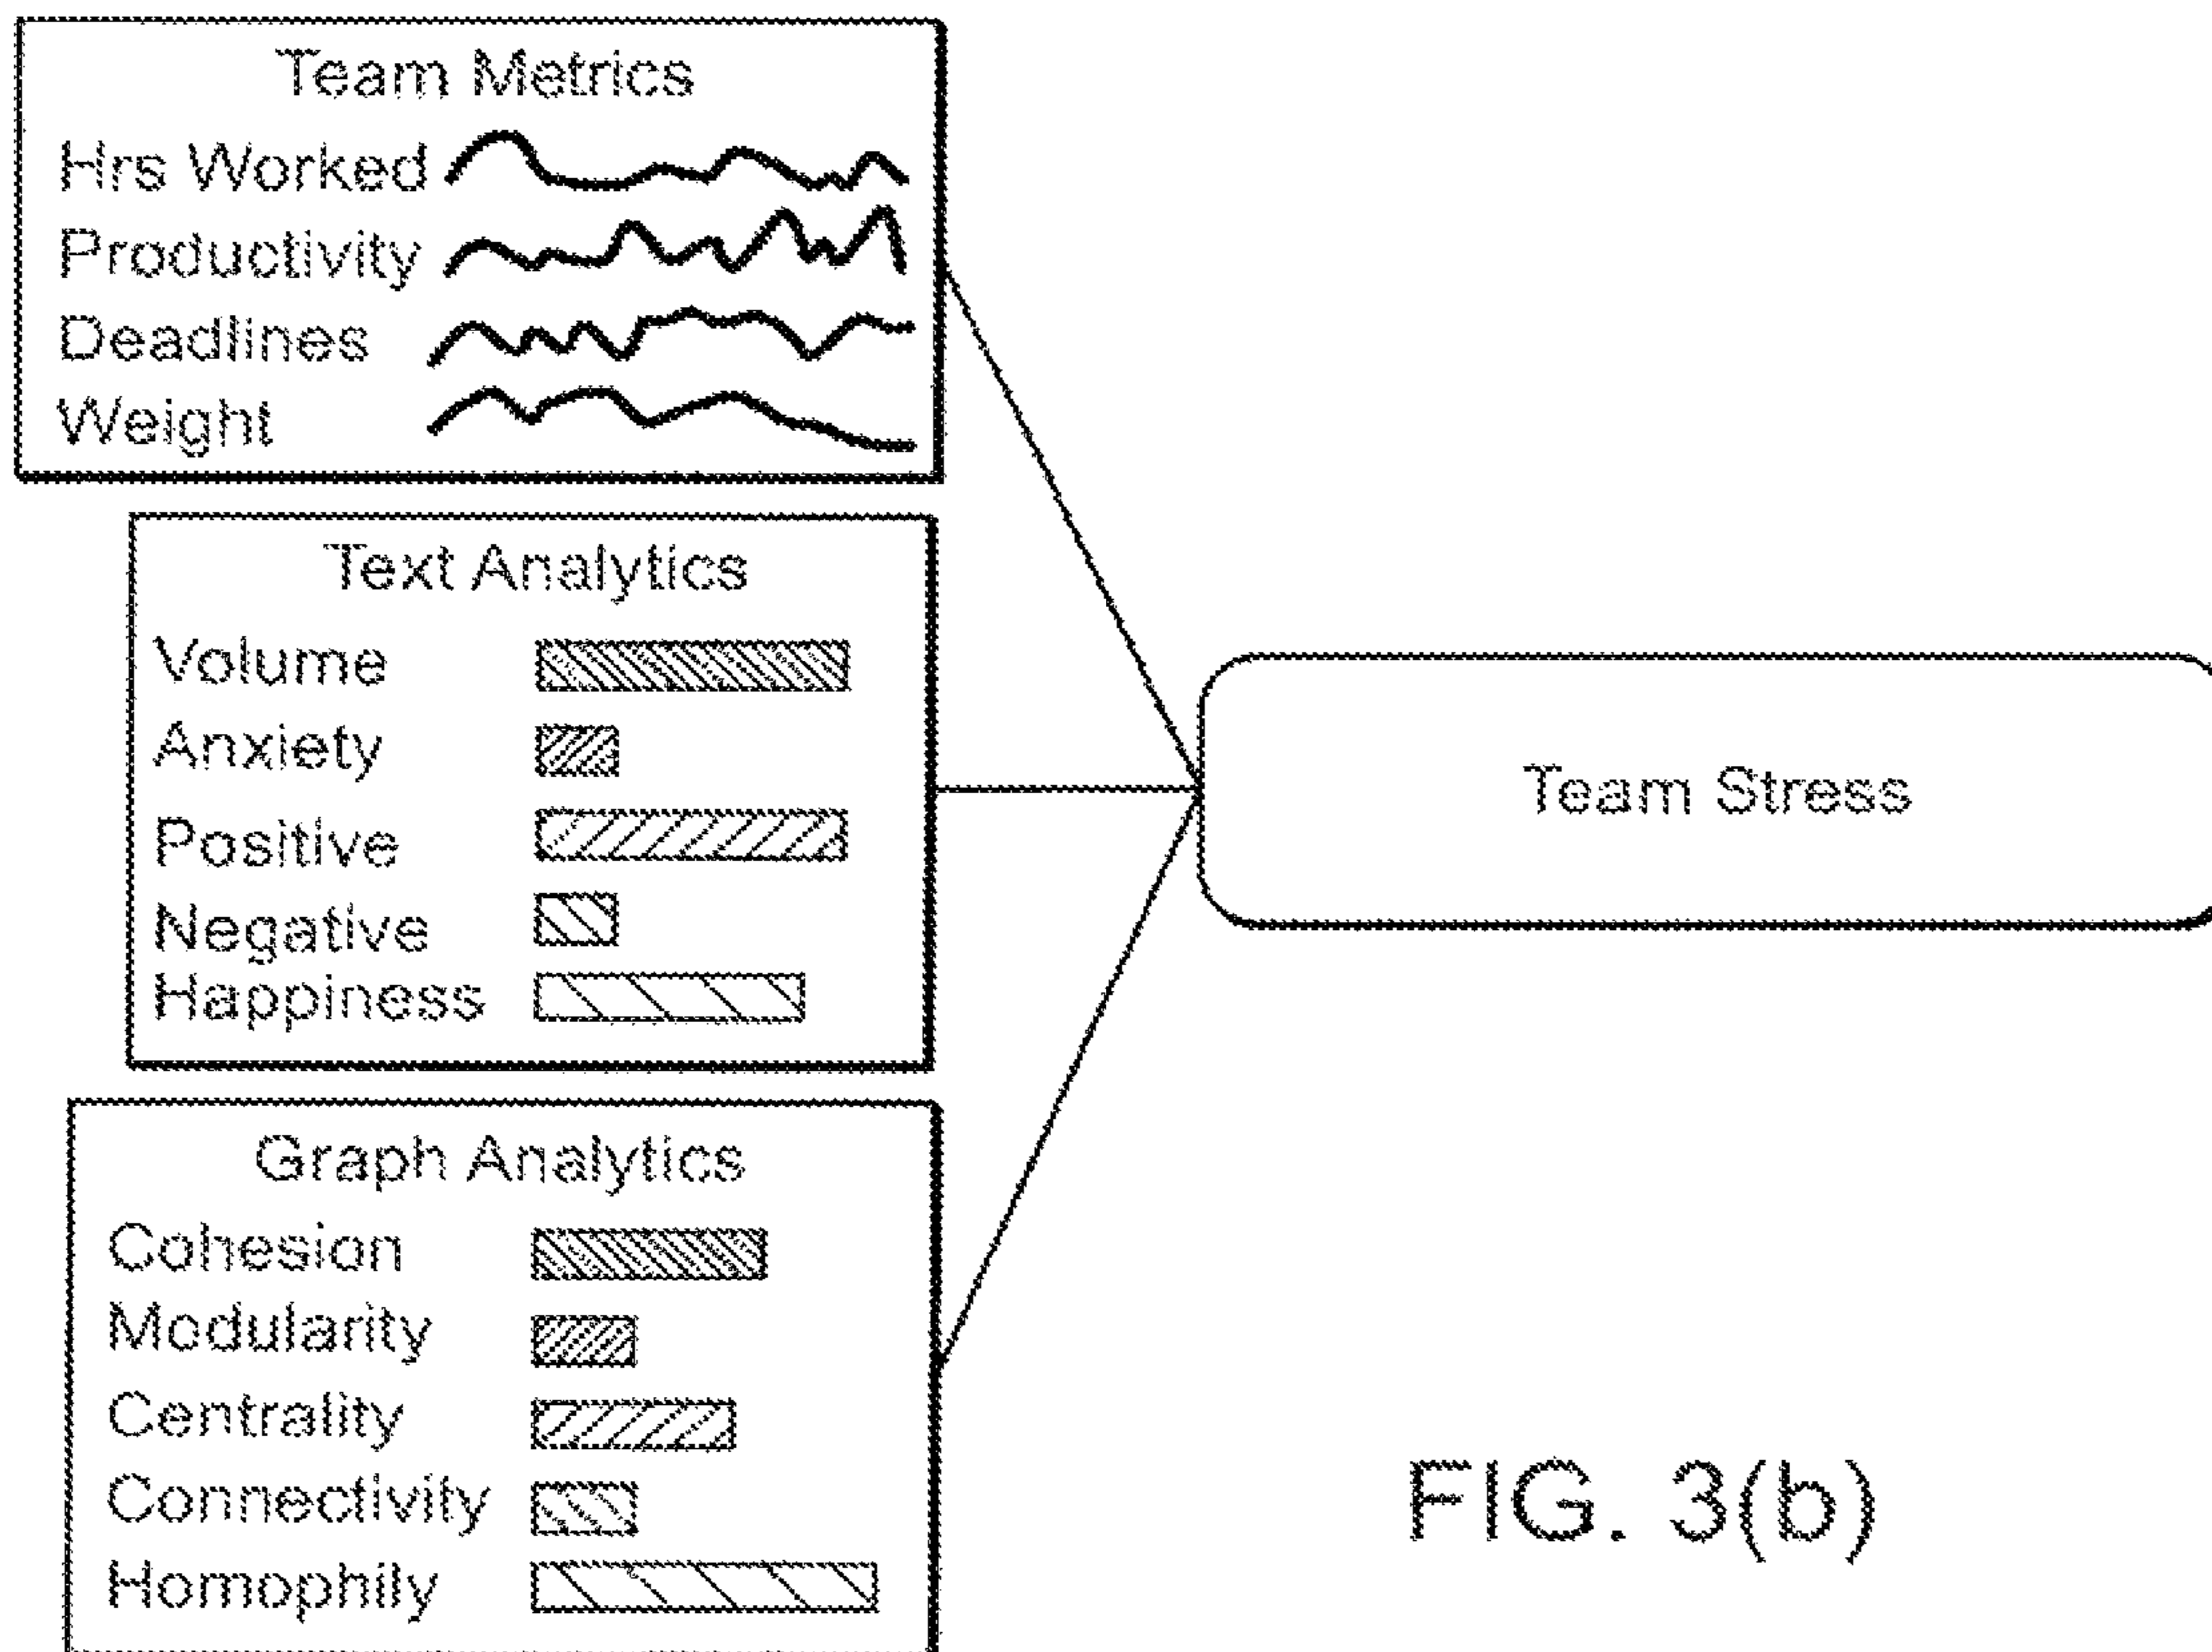 Team Metrics
Hrs Worked
Productivity
Deadlines
Weight
Text Analytics
Volume
Anxiety
Positive
Negative
Happiness
Graph Analytics
Cohesion
Modularity
Centrality
Connectivity
Homophily
Team Stress
FIG. 3(b)